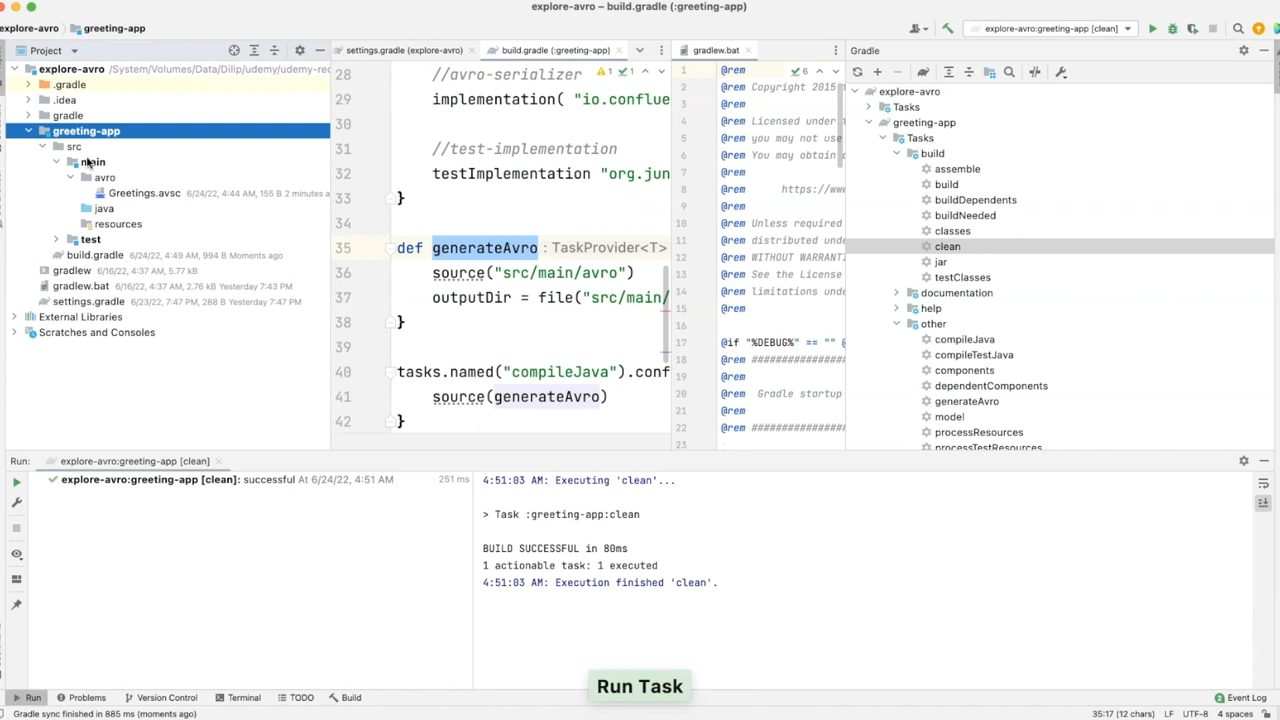 explore-avro – build.gradle (:greeting-app)
explore-avro
greeting-app
explore-avro:greeting-app [clean]
Project
settings.gradle (explore-avro)
build.gradle (:greeting-app)
gradlew.bat
Gradle
explore-avro /System/Volumes/Data/Dilip/udemy/udemy-rec
.gradle
.idea
gradle
greeting-app
src
main
avro
Greetings.avsc 6/24/22, 4:44 AM, 155 B 2 minutes a
java
resources
test
build.gradle 6/24/22, 4:49 AM, 994 B Moments ago
gradlew 6/16/22, 4:37 AM, 5.77 kB
gradlew.bat 6/16/22, 4:37 AM, 2.76 kB Yesterday 7:43 PM
settings.gradle 6/23/22, 7:47 PM, 288 B Yesterday 7:47 PM
External Libraries
Scratches and Consoles
1 1
28 //avro-serializer
29 implementation( "io.conflue
30
31 //test-implementation
32 testImplementation "org.jun
33 }
34
35 def generateAvro : TaskProvider<T>
36 source("src/main/avro")
37 outputDir = file("src/main/
38 }
39
40 tasks.named("compileJava").conf
41 source(generateAvro)
42 }
6
1 @rem
2 @rem Copyright 2015
3 @rem
4 @rem Licensed under t
5 @rem you may not use
6 @rem You may obtain
7 @rem
8 @rem https://www
9 @rem
10 @rem Unless required
11 @rem distributed unde
12 @rem WITHOUT WARRANTI
13 @rem See the License
14 @rem limitations unde
15 @rem
16
17 @if "%DEBUG%" == "" @
18 @rem ################
19 @rem
20 @rem Gradle startup
21 @rem
22 @rem ################
23
explore-avro
Tasks
greeting-app
Tasks
build
assemble
build
buildDependents
buildNeeded
classes
clean
jar
testClasses
documentation
help
other
compileJava
compileTestJava
components
dependentComponents
generateAvro
model
processResources
processTestResources
Run: explore-avro:greeting-app [clean]
explore-avro:greeting-app [clean]: successful At 6/24/22, 4:51 AM 251 ms
4:51:03 AM: Executing 'clean'...
> Task :greeting-app:clean
BUILD SUCCESSFUL in 80ms
1 actionable task: 1 executed
4:51:03 AM: Execution finished 'clean'.
Run Task
Run
Problems
Version Control
Terminal
TODO
Build
Event Log
Gradle sync finished in 885 ms (moments ago)
35:17 (12 chars) LF UTF-8 4 spaces